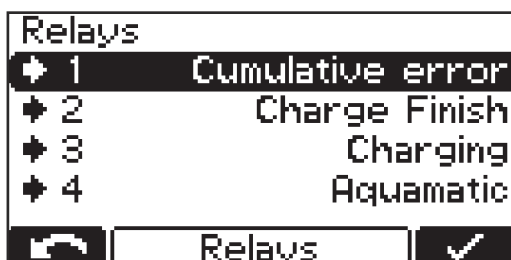 Relays
1 Cumulative error
2 Charge Finish
3 Charging
4 Aquamatic
Relays